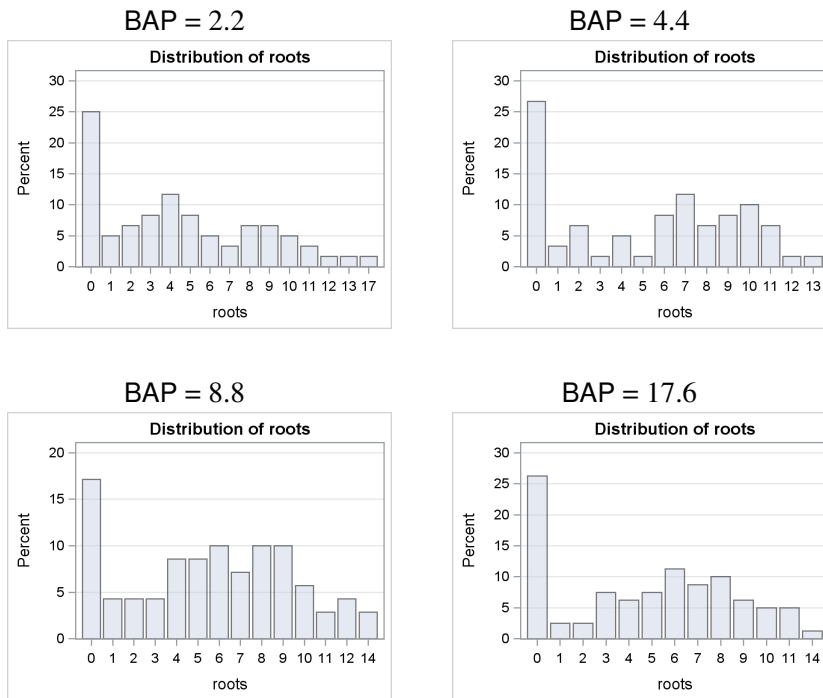 BAP = 2.2
Distribution of roots
30
25
20
15
10
5
0
Percent
0 1 2 3 4 5 6 7 8 9 10 11 12 13 17
roots
BAP = 4.4
Distribution of roots
30
25
20
15
10
5
0
Percent
0 1 2 3 4 5 6 7 8 9 10 11 12 13
roots
BAP = 8.8
Distribution of roots
20
15
10
5
0
Percent
0 1 2 3 4 5 6 7 8 9 10 11 12 14
roots
BAP = 17.6
Distribution of roots
30
25
20
15
10
5
0
Percent
0 1 2 3 4 5 6 7 8 9 10 11 14
roots